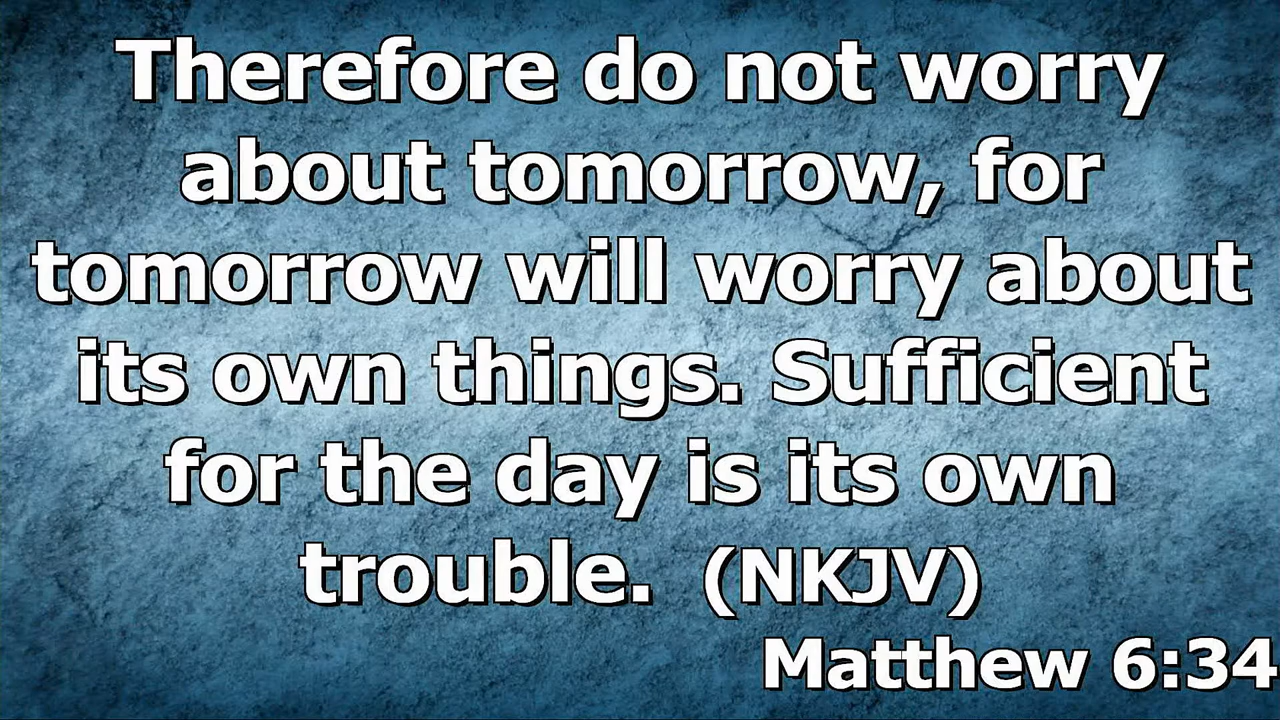 Therefore do not worry
about tomorrow, for
tomorrow will worry about
its own things. Sufficient
for the day is its own
trouble. (NKJV)
Matthew 6:34